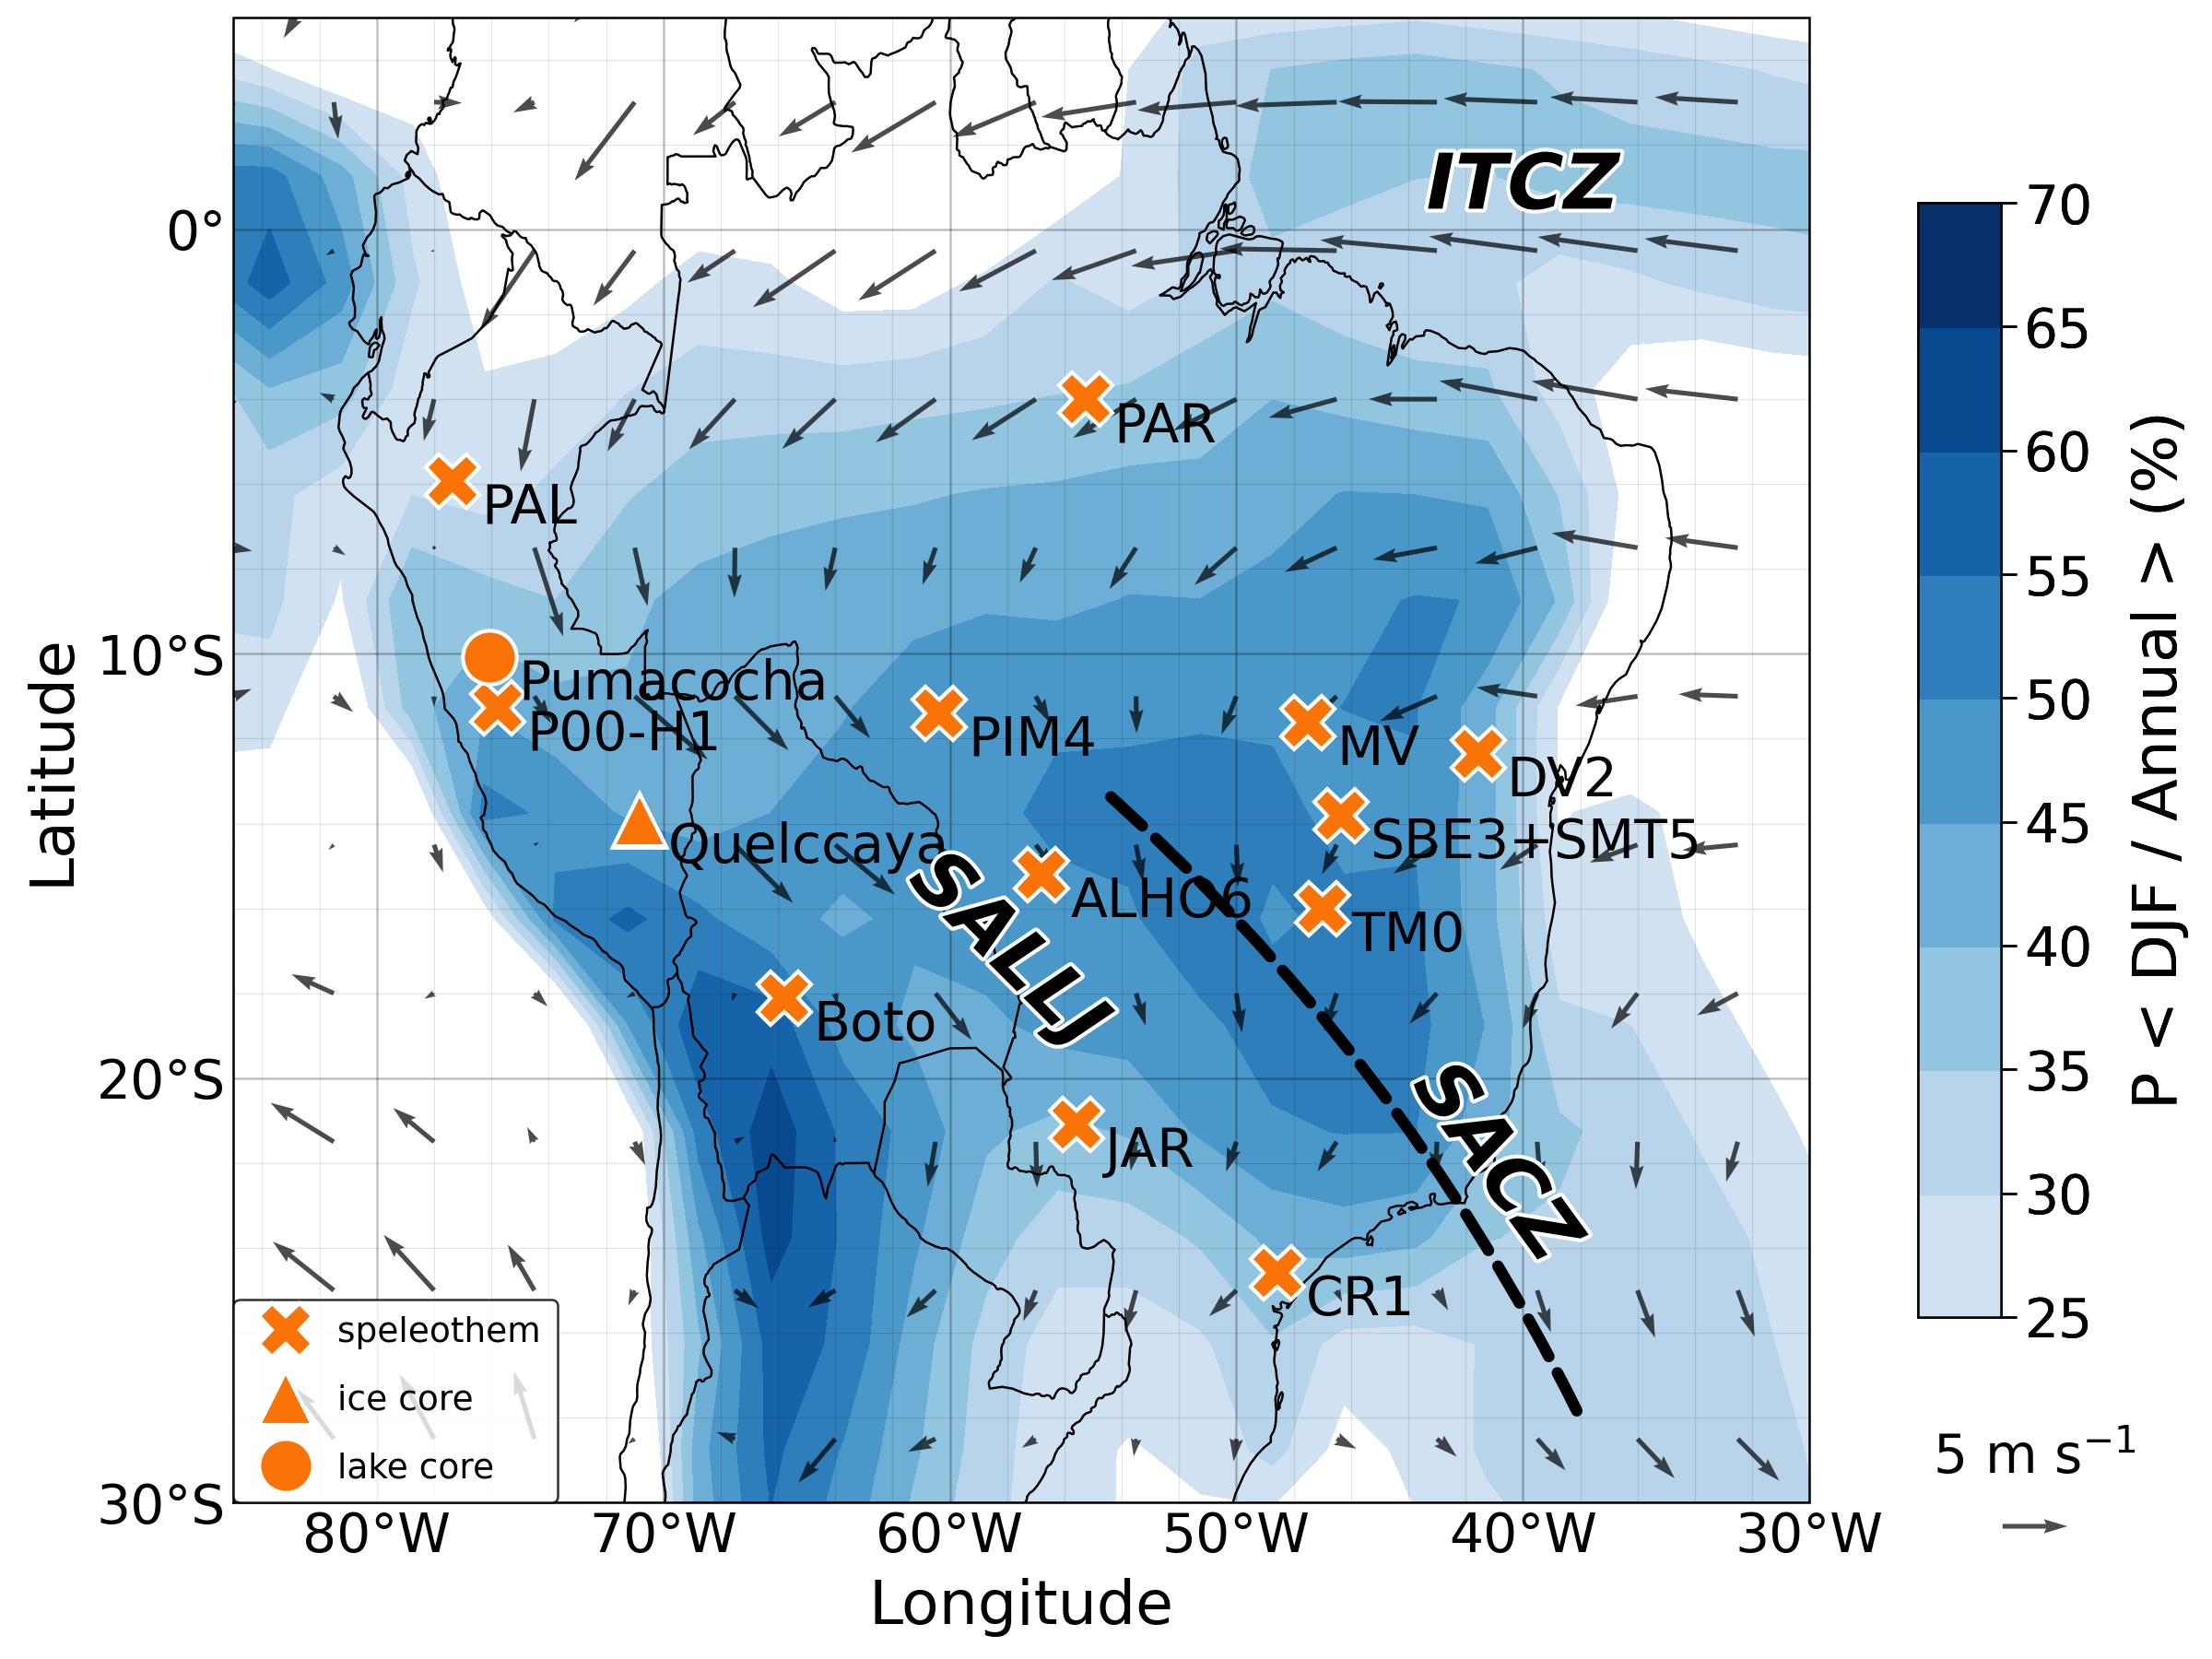 ITCZ
70
0°
65
60
PAR
PAL
55
10°S
Pumacocha
P00-H1
PIM4
MV
DV2
50
Latitude
P < DJF / Annual > (%)
Quelccaya
SBE3+SMT5
45
SALLJ
ALHO6
TM0
40
Boto
20°S
SACZ
35
JAR
30
CR1
25
speleothem
ice core
lake core
5 m s⁻¹
30°S
80°W 70°W 60°W 50°W 40°W 30°W
Longitude